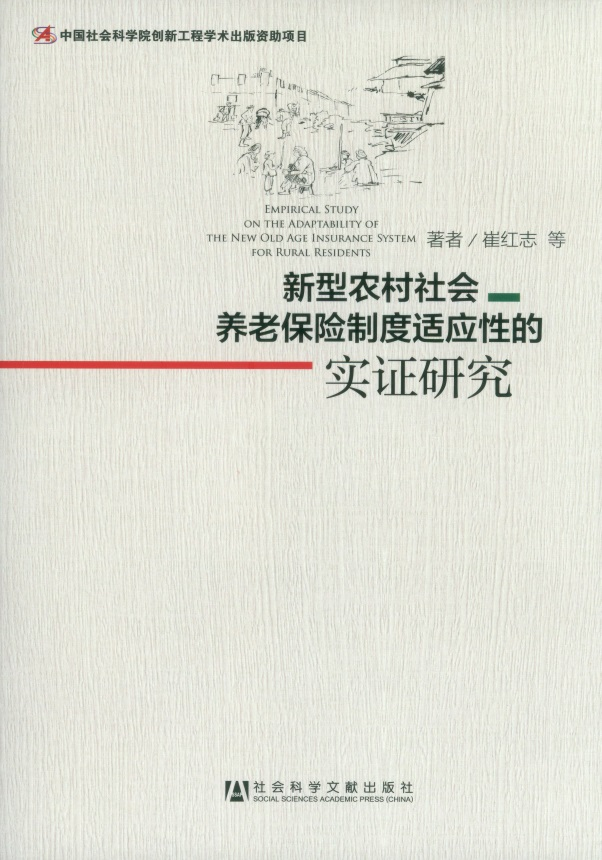 中国社会科学院创新工程学术出版资助项目
EMPIRICAL STUDY
ON THE ADAPTABILITY OF
THE NEW OLD AGE INSURANCE SYSTEM
FOR RURAL RESIDENTS
著者/崔红志 等
新型农村社会
养老保险制度适应性的
实证研究
社会科学文献出版社
SOCIAL SCIENCES ACADEMIC PRESS (CHINA)